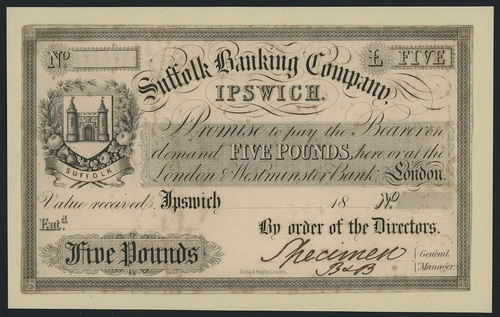 No £ FIVE
Suffolk Banking Company,
IPSWICH.
I Promise to pay the Bearer on
demand FIVE POUNDS, here or at the
London & Westminster Bank London.
SUFFOLK
Value received, Ipswich 18 No
Entd. By order of the Directors.
Five Pounds Specimen General
B&B Manager